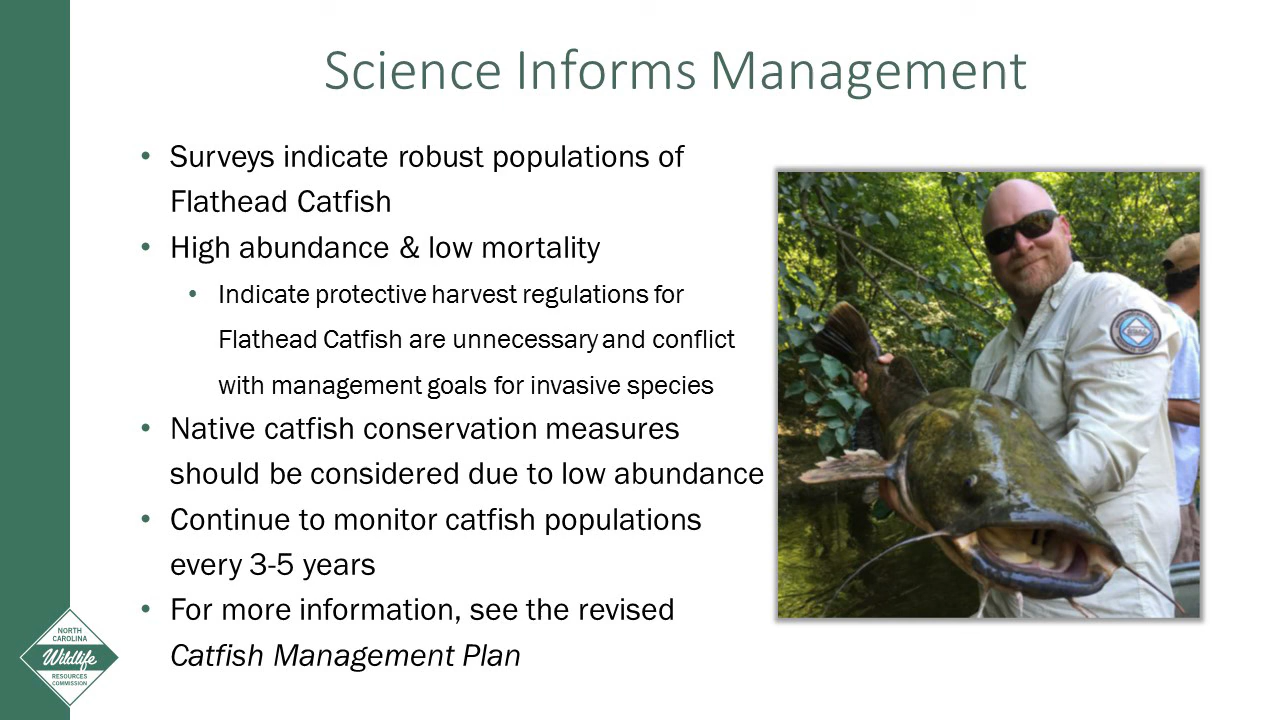 Science Informs Management
• Surveys indicate robust populations of
Flathead Catfish
• High abundance & low mortality
• Indicate protective harvest regulations for
Flathead Catfish are unnecessary and conflict
with management goals for invasive species
• Native catfish conservation measures
should be considered due to low abundance
• Continue to monitor catfish populations
every 3-5 years
• For more information, see the revised
Catfish Management Plan
NORTH
CAROLINA
Wildlife
RESOURCES
COMMISSION